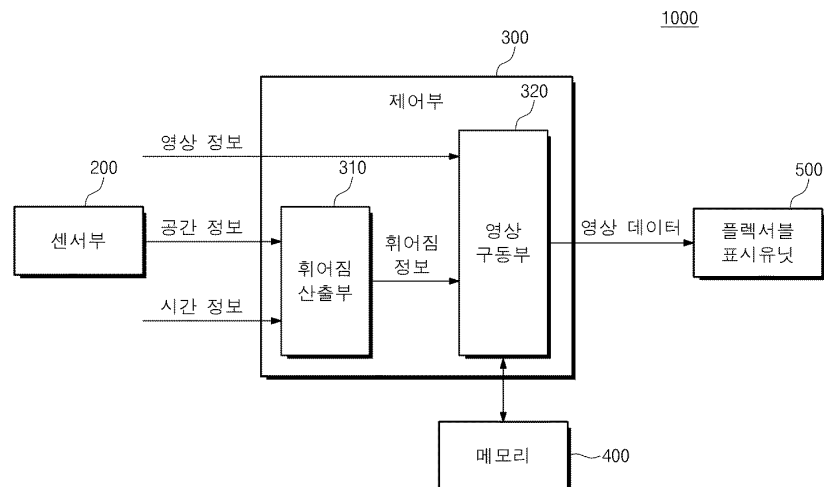 1000
300
제어부
320
영상 정보
200
310
500
센서부
공간 정보
휘어짐
산출부
휘어짐
정보
영상
구동부
영상 데이터
플렉서블
표시유닛
시간 정보
메모리
400